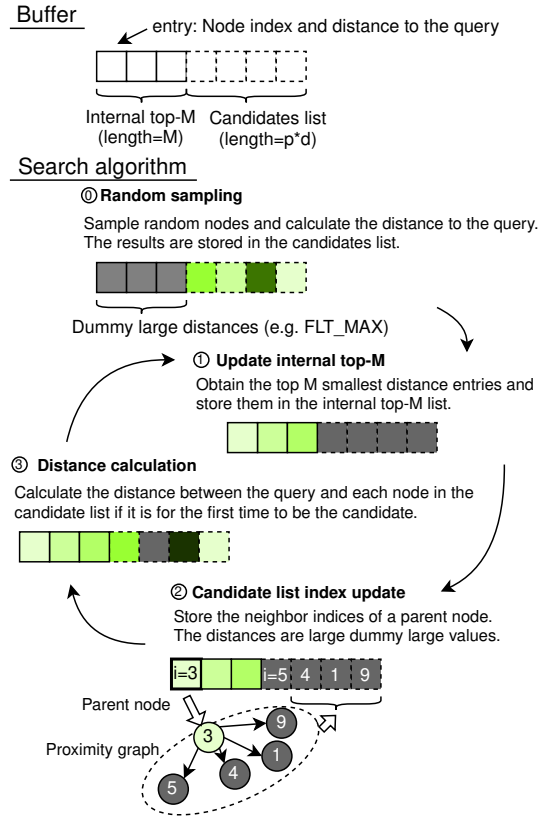 Buffer
entry: Node index and distance to the query
Internal top-M
(length=M)
Candidates list
(length=p*d)
Search algorithm
⓪ Random sampling
Sample random nodes and calculate the distance to the query.
The results are stored in the candidates list.
Dummy large distances (e.g. FLT_MAX)
① Update internal top-M
Obtain the top M smallest distance entries and
store them in the internal top-M list.
③ Distance calculation
Calculate the distance between the query and each node in the
candidate list if it is for the first time to be the candidate.
② Candidate list index update
Store the neighbor indices of a parent node.
The distances are large dummy large values.
i=3 i=5 4 1 9
Parent node
3
9
Proximity graph
1
4
5